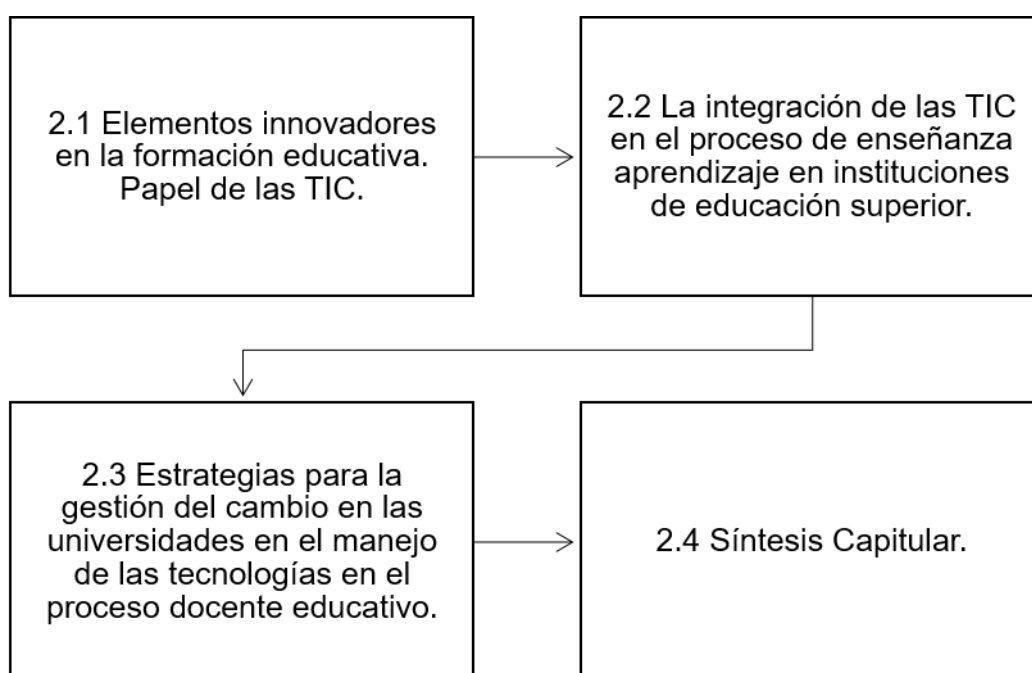 2.1 Elementos innovadores
en la formación educativa.
Papel de las TIC.
2.2 La integración de las TIC
en el proceso de enseñanza
aprendizaje en instituciones
de educación superior.
2.3 Estrategias para la
gestión del cambio en las
universidades en el manejo
de las tecnologías en el
proceso docente educativo.
2.4 Síntesis Capitular.